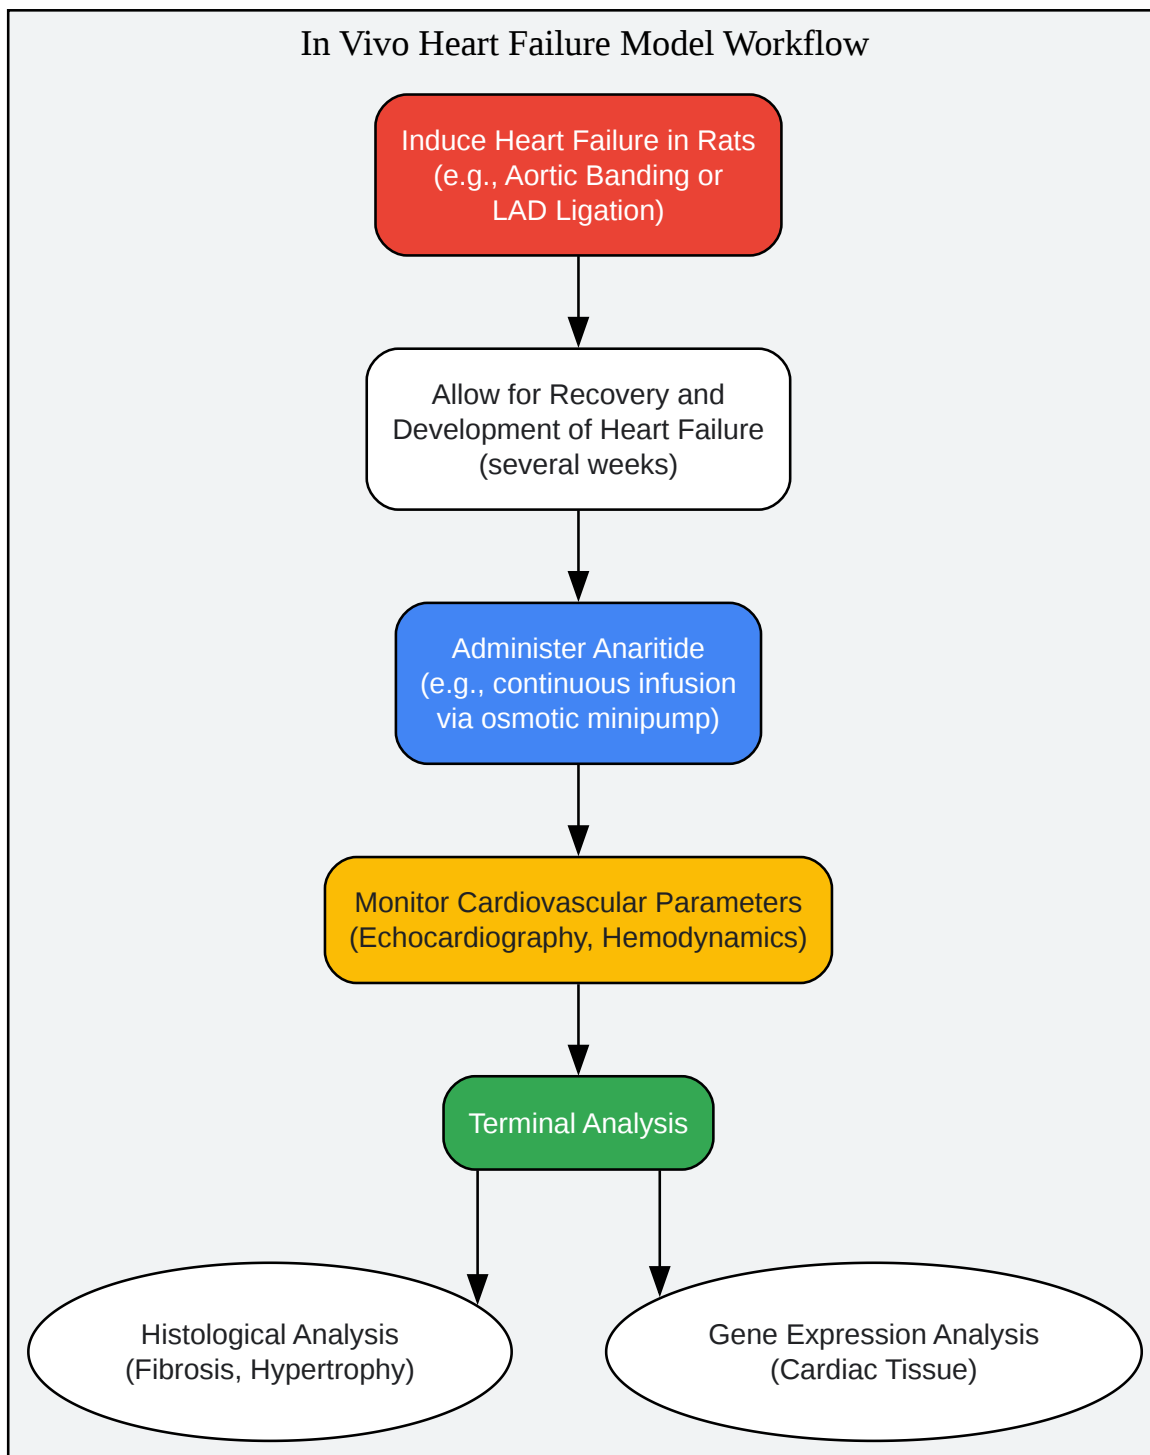 In Vivo Heart Failure Model Workflow
Induce Heart Failure in Rats
(e.g., Aortic Banding or
LAD Ligation)
Allow for Recovery and
Development of Heart Failure
(several weeks)
Administer Anaritide
(e.g., continuous infusion
via osmotic minipump)
Monitor Cardiovascular Parameters
(Echocardiography, Hemodynamics)
Terminal Analysis
Histological Analysis
(Fibrosis, Hypertrophy)
Gene Expression Analysis
(Cardiac Tissue)